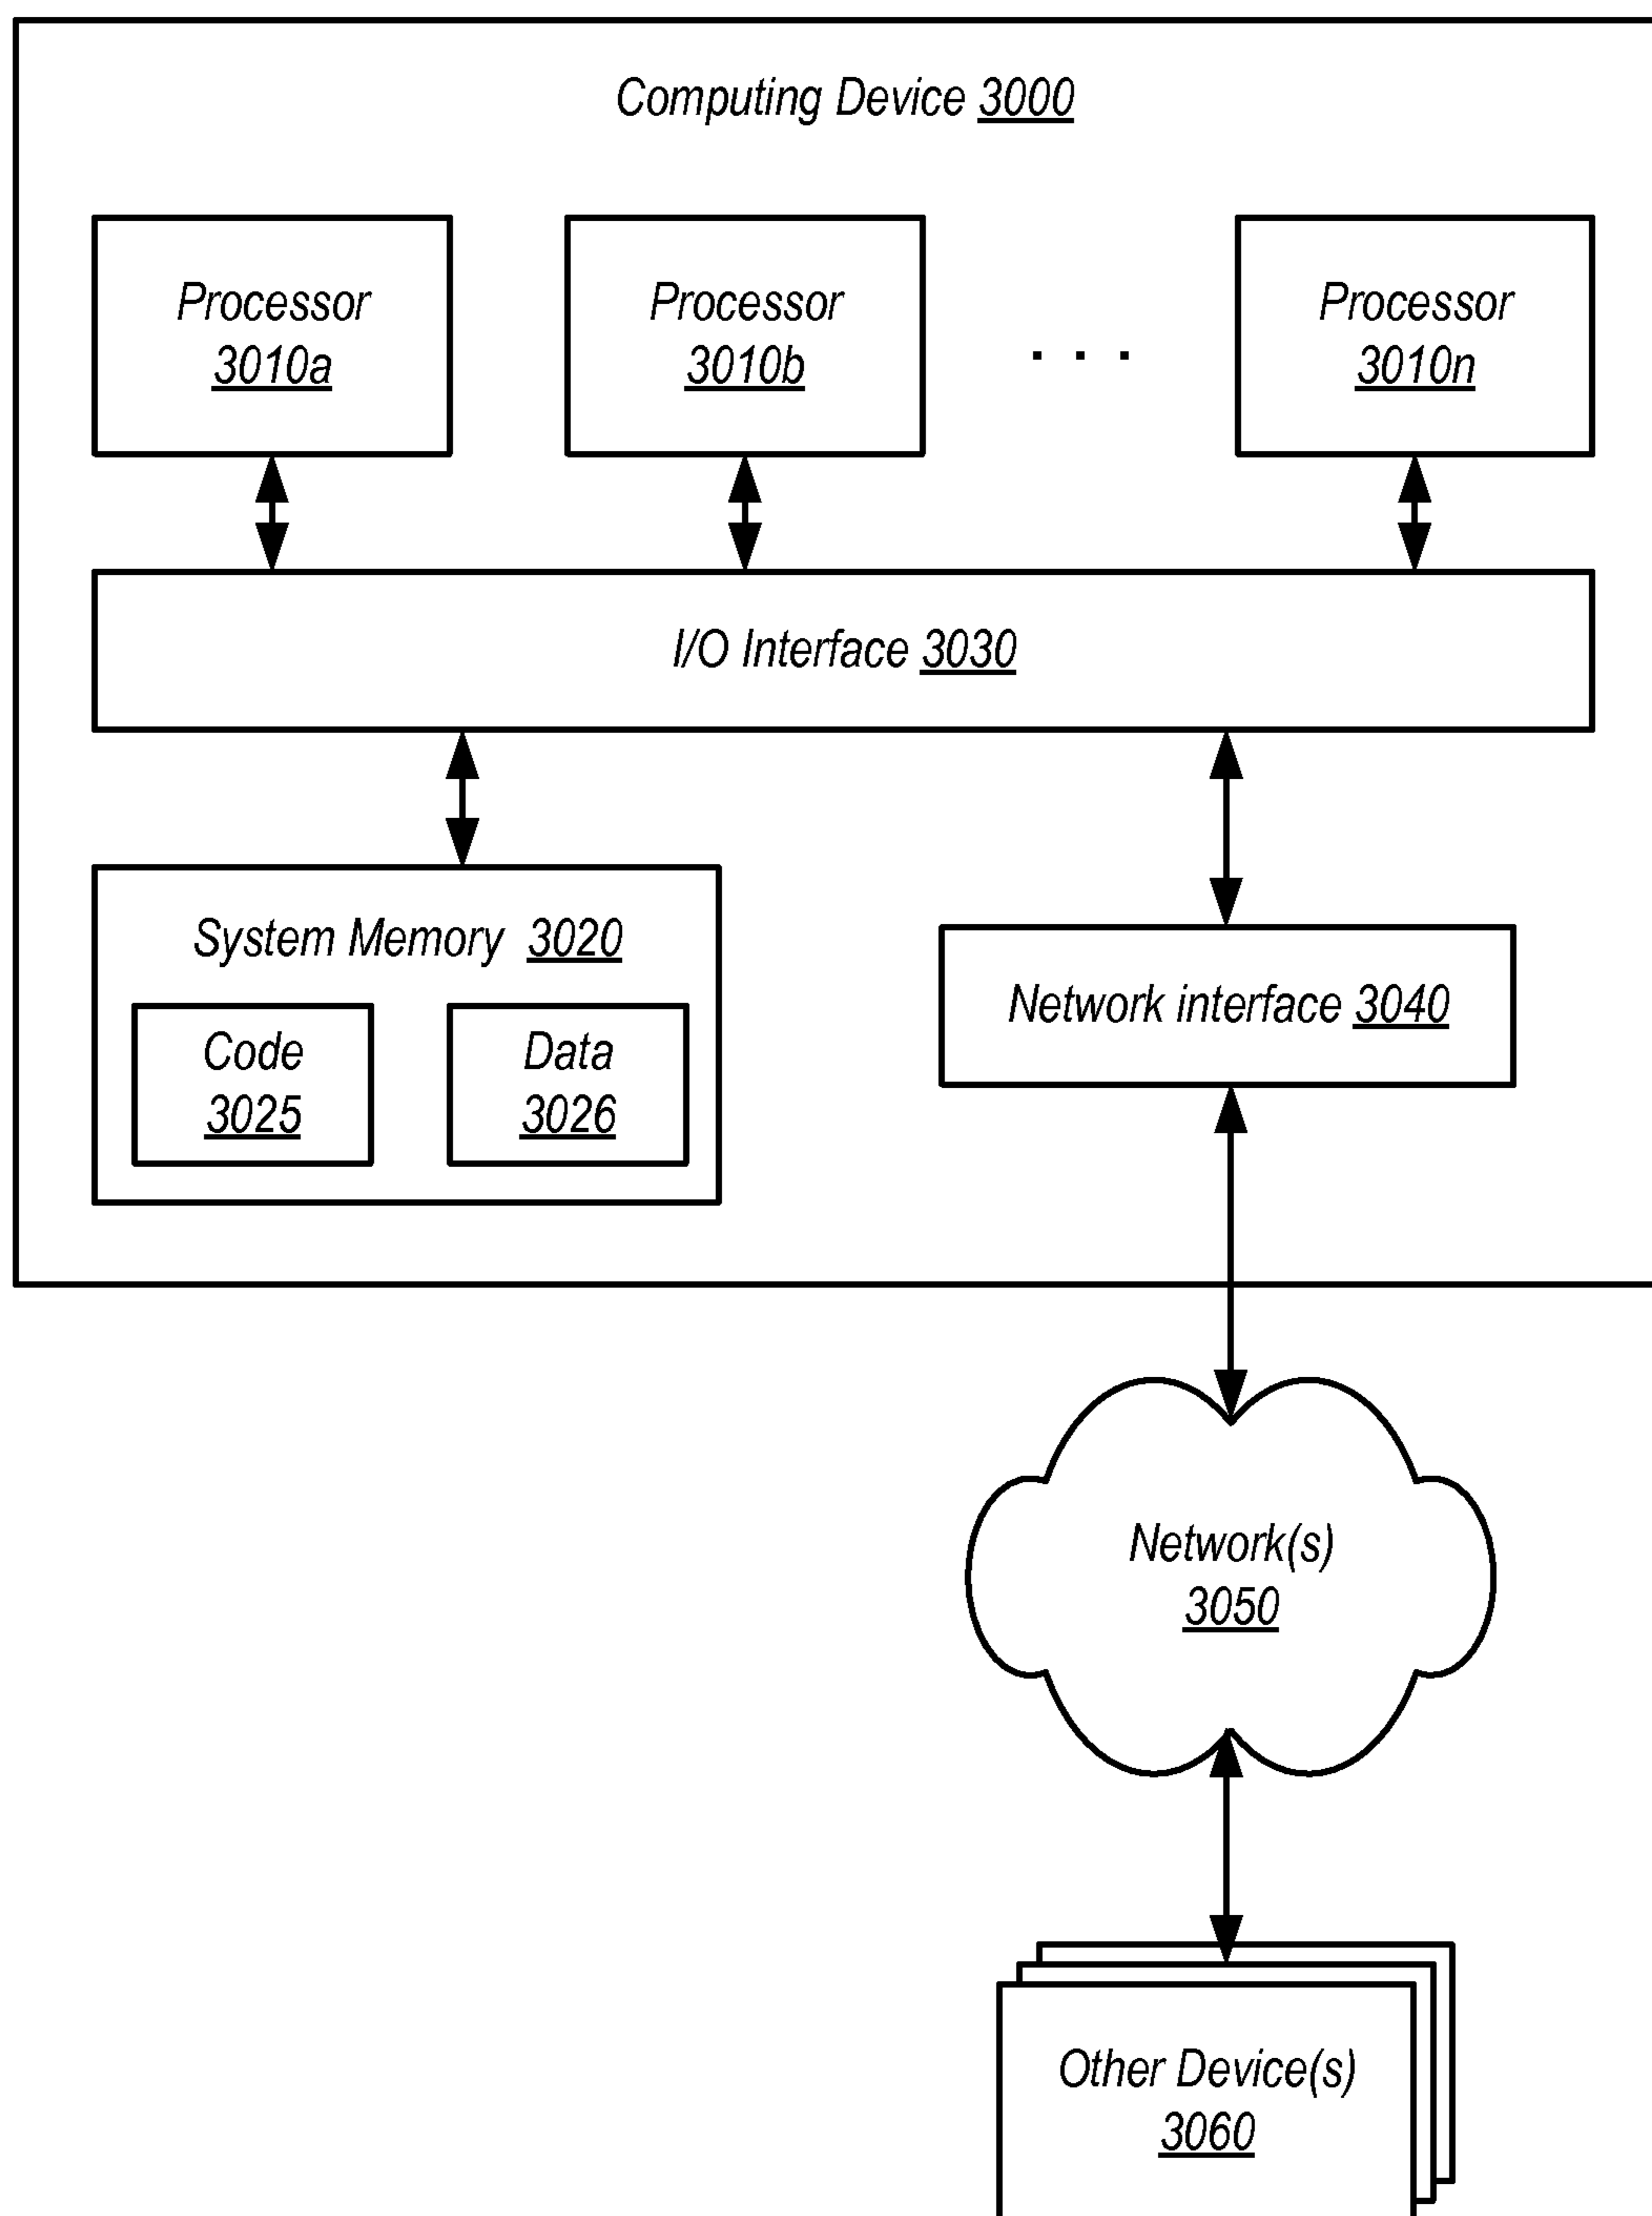 Computing Device 3000
Processor
3010a
Processor
3010b
. . .
Processor
3010n
I/O Interface 3030
System Memory 3020
Code
3025
Data
3026
Network interface 3040
Network(s)
3050
Other Device(s)
3060